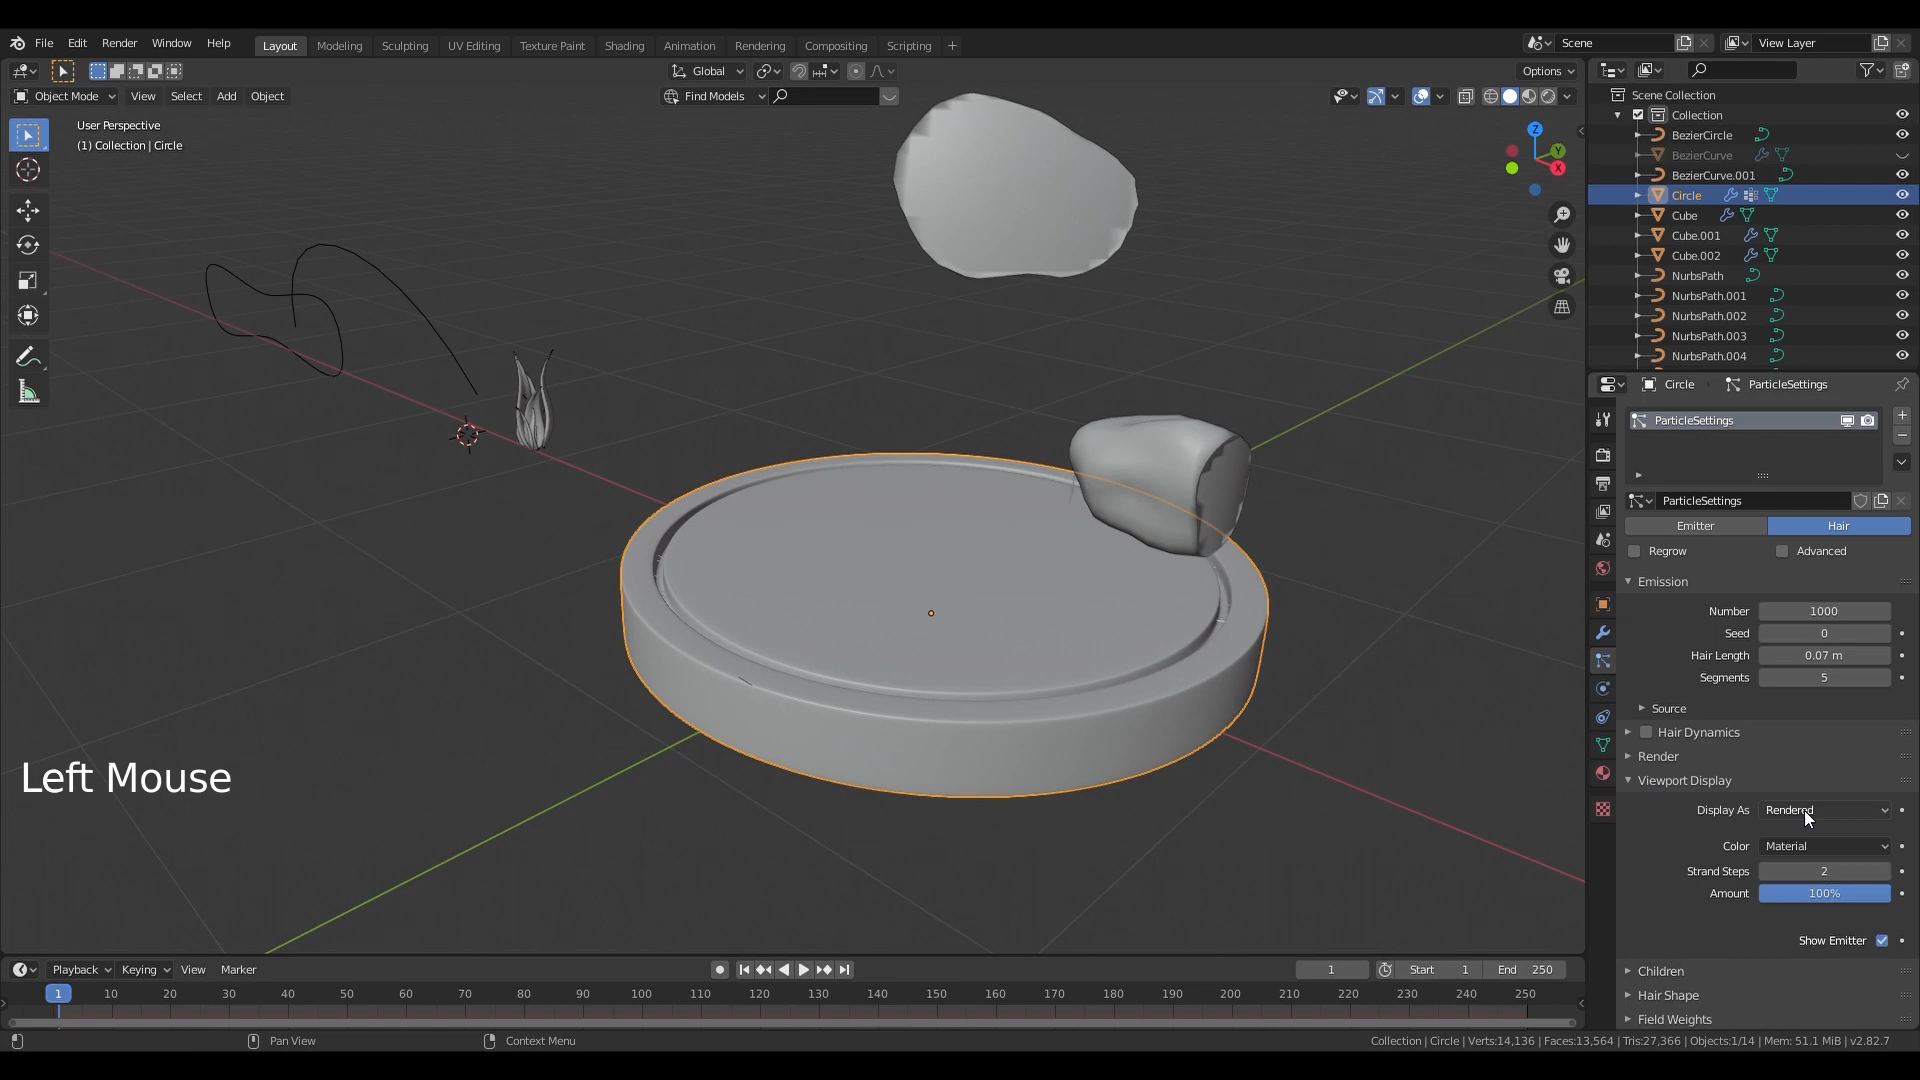 File Edit Render Window Help Layout Modeling Sculpting UV Editing Texture Paint Shading Animation Rendering Compositing Scripting + Scene View Layer
Global Options
Object Mode View Select Add Object Find Models
User Perspective
(1) Collection | Circle
Z
Y
X
Scene Collection
Collection
BezierCircle
BezierCurve
BezierCurve.001
Circle
Cube
Cube.001
Cube.002
NurbsPath
NurbsPath.001
NurbsPath.002
NurbsPath.003
NurbsPath.004
Circle ParticleSettings
ParticleSettings
ParticleSettings
Emitter Hair
Regrow Advanced
Emission
Number 1000
Seed 0
Hair Length 0.07 m
Segments 5
Source
Hair Dynamics
Render
Viewport Display
Display As Rendered
Color Material
Strand Steps 2
Amount 100%
Show Emitter
Children
Hair Shape
Field Weights
Left Mouse
Playback Keying View Marker 1 Start 1 End 250
1 10 20 30 40 50 60 70 80 90 100 110 120 130 140 150 160 170 180 190 200 210 220 230 240 250
Pan View Context Menu Collection | Circle | Verts:14,136 | Faces:13,564 | Tris:27,366 | Objects:1/14 | Mem: 51.1 MiB | v2.82.7